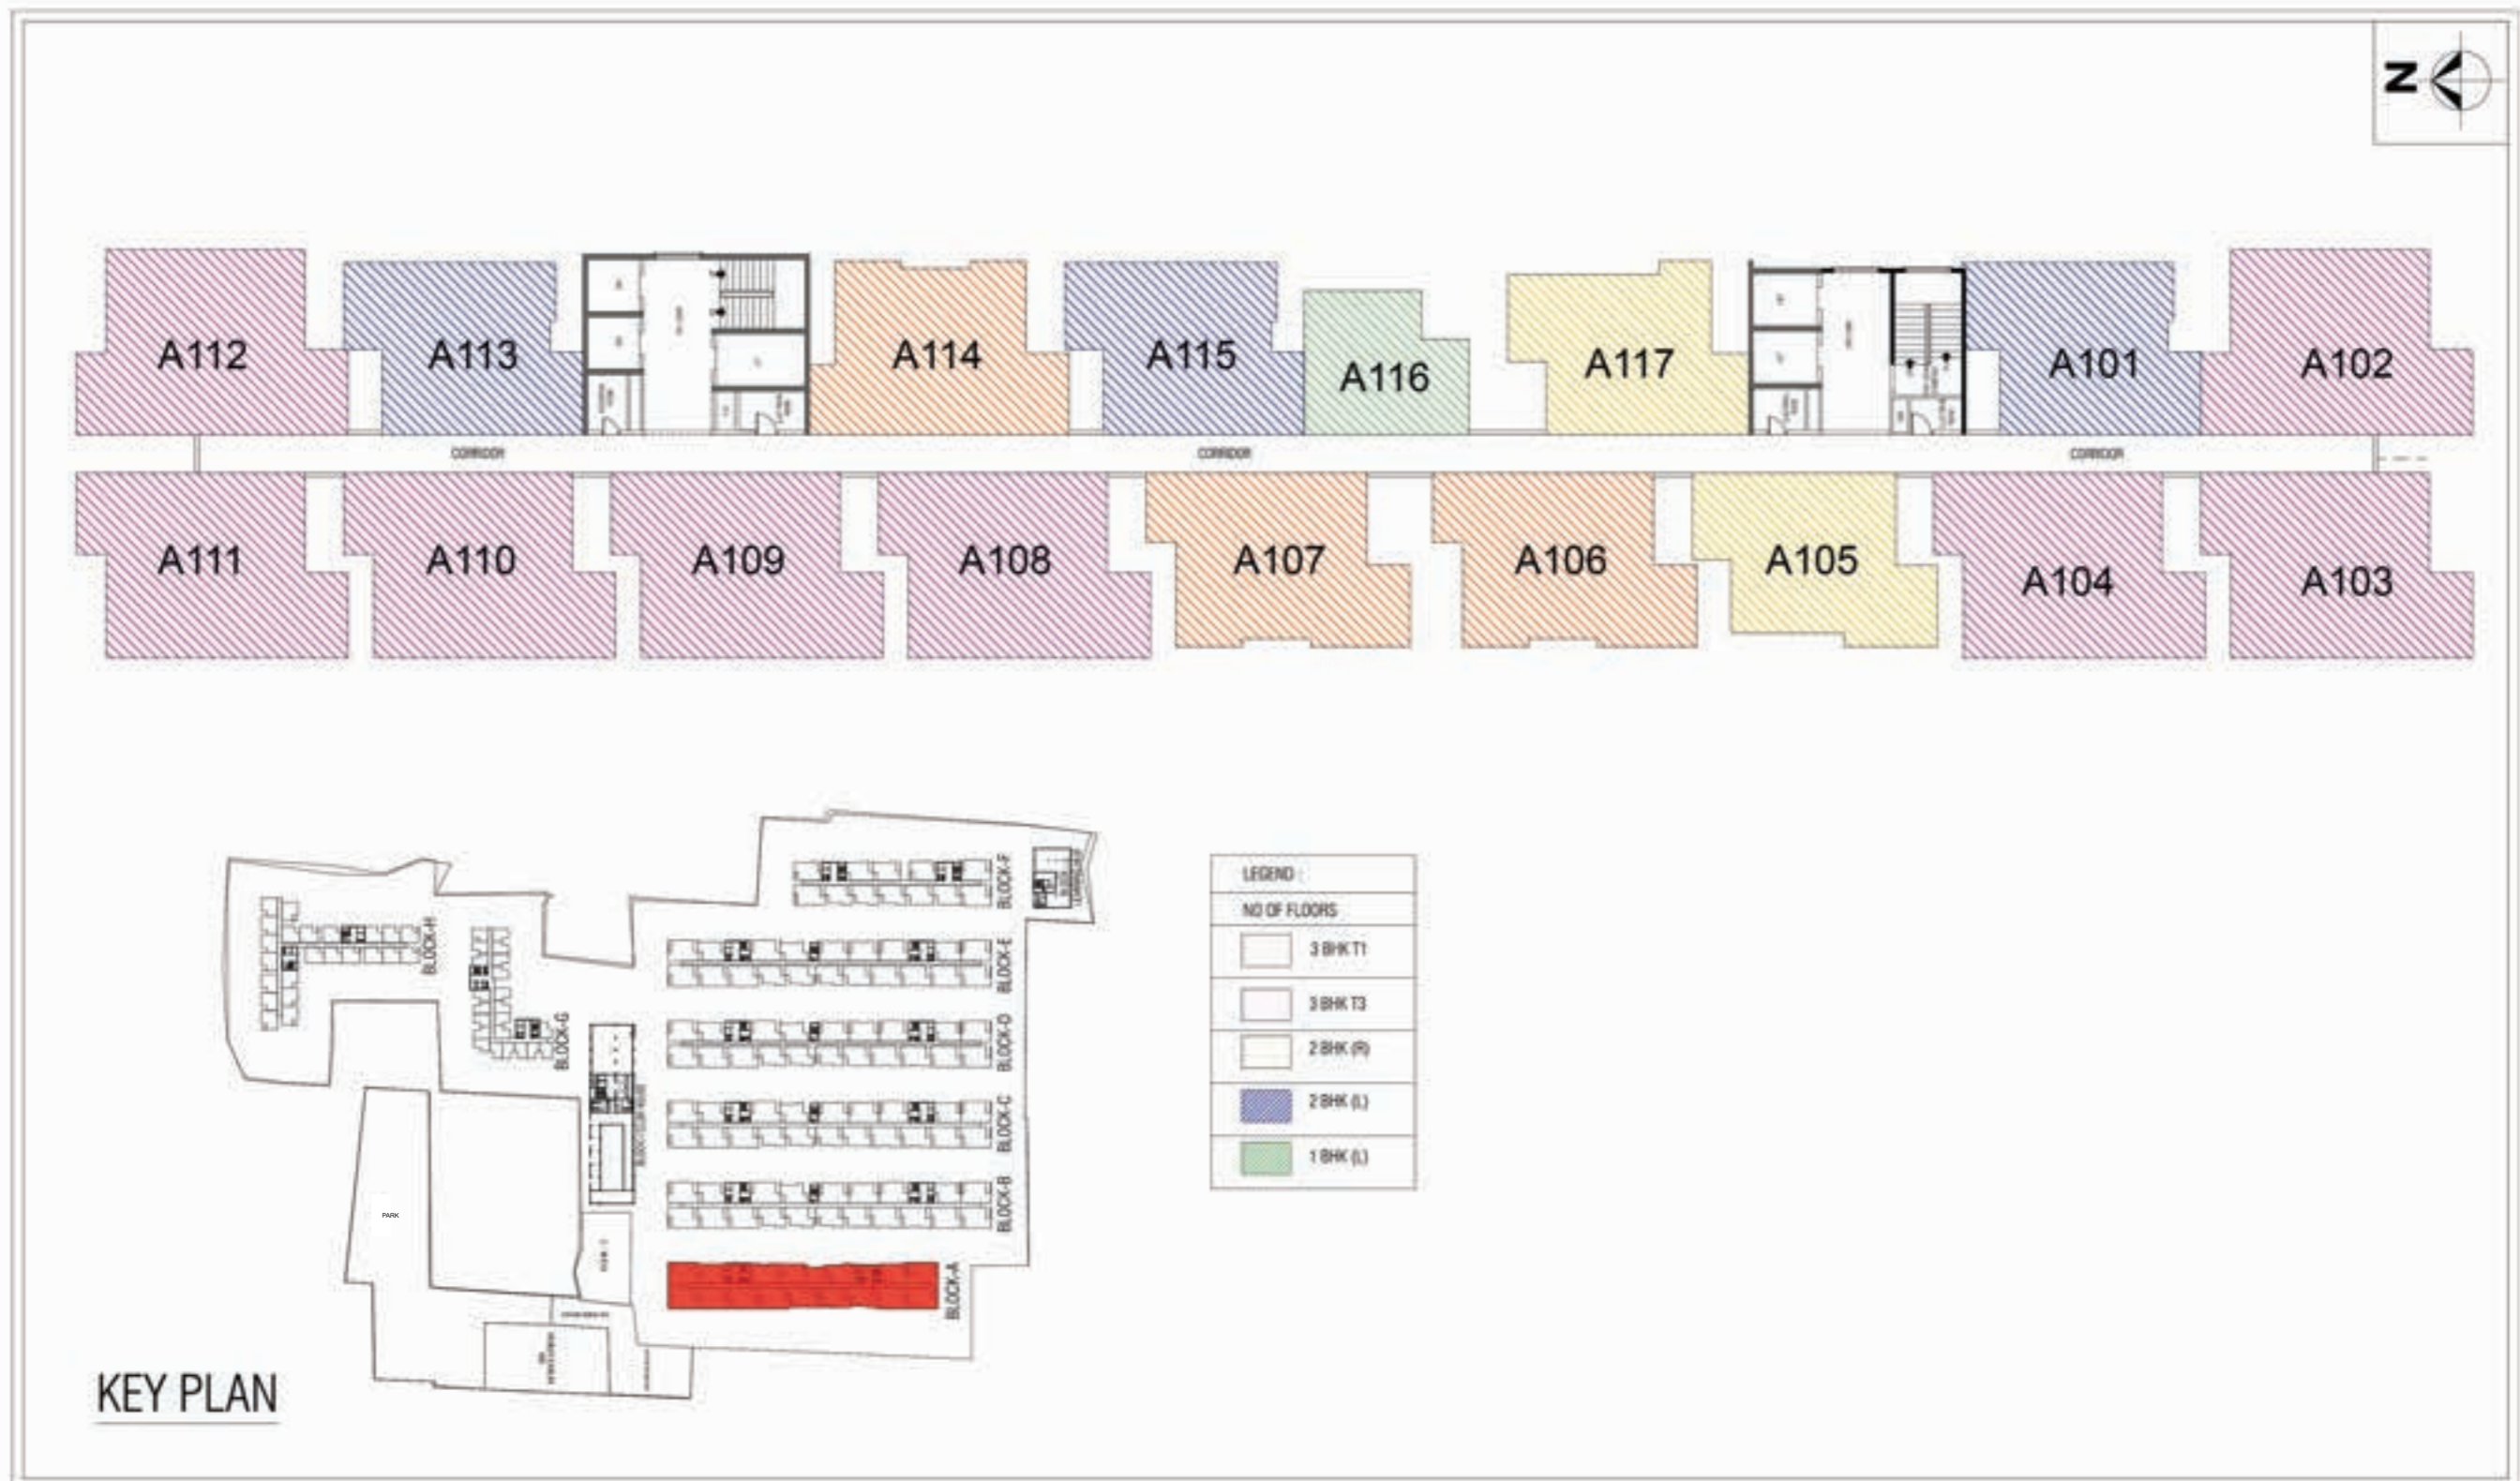 N
A112
A113
A114
A115
A116
A117
A101
A102
CORRIDOR
CORRIDOR
CORRIDOR
A111
A110
A109
A108
A107
A106
A105
A104
A103
BLOCK-F
BLOCK-H
BLOCK-E
BLOCK-G
BLOCK-D
BLOCK-C
BLOCK-B
BLOCK-A
PARK
KEY PLAN
LEGEND :
NO OF FLOORS
3 BHK T1
3 BHK T3
2 BHK (R)
2 BHK (L)
1 BHK (L)